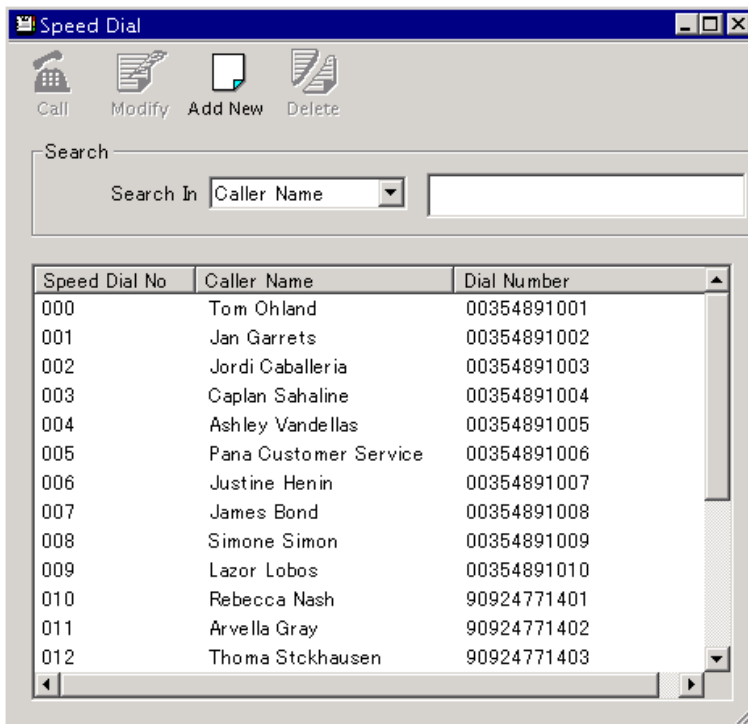 Speed Dial
Call Modify Add New Delete
Search
Search In Caller Name
Speed Dial No Caller Name Dial Number
000 Tom Ohland 00354891001
001 Jan Garrets 00354891002
002 Jordi Caballeria 00354891003
003 Caplan Sahaline 00354891004
004 Ashley Vandellas 00354891005
005 Pana Customer Service 00354891006
006 Justine Henin 00354891007
007 James Bond 00354891008
008 Simone Simon 00354891009
009 Lazor Lobos 00354891010
010 Rebecca Nash 90924771401
011 Arvella Gray 90924771402
012 Thoma Stckhausen 90924771403